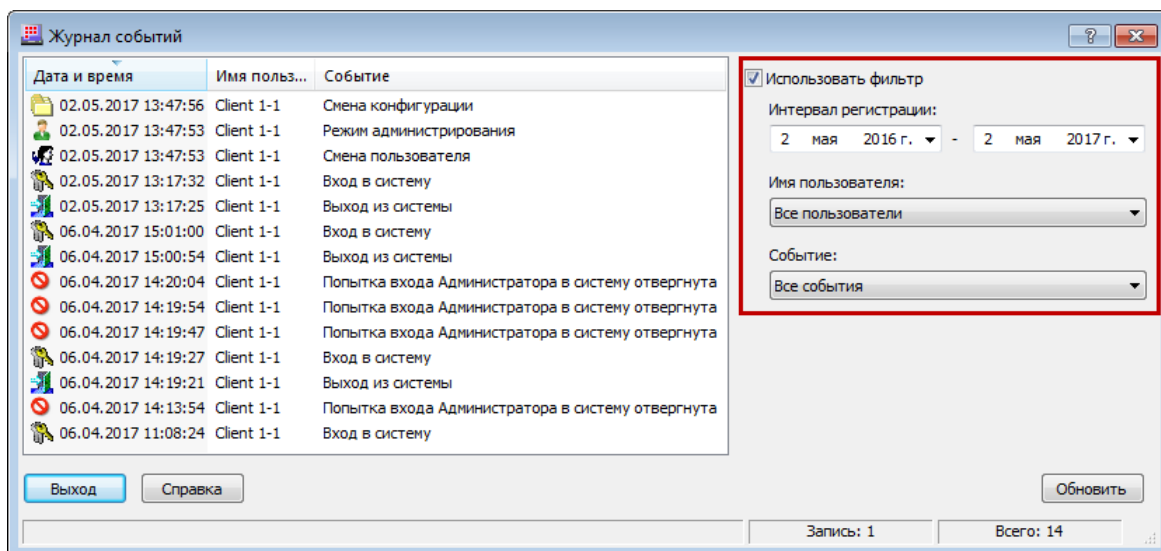 Журнал событий
Дата и время Имя польз... Событие
02.05.2017 13:47:56 Client 1-1 Смена конфигурации
02.05.2017 13:47:53 Client 1-1 Режим администрирования
02.05.2017 13:47:53 Client 1-1 Смена пользователя
02.05.2017 13:17:32 Client 1-1 Вход в систему
02.05.2017 13:17:25 Client 1-1 Выход из системы
06.04.2017 15:01:00 Client 1-1 Вход в систему
06.04.2017 15:00:54 Client 1-1 Выход из системы
06.04.2017 14:20:04 Client 1-1 Попытка входа Администратора в систему отвергнута
06.04.2017 14:19:54 Client 1-1 Попытка входа Администратора в систему отвергнута
06.04.2017 14:19:47 Client 1-1 Попытка входа Администратора в систему отвергнута
06.04.2017 14:19:27 Client 1-1 Вход в систему
06.04.2017 14:19:21 Client 1-1 Выход из системы
06.04.2017 14:13:54 Client 1-1 Попытка входа Администратора в систему отвергнута
06.04.2017 11:08:24 Client 1-1 Вход в систему
Использовать фильтр
Интервал регистрации:
2 мая 2016 г. - 2 мая 2017 г.
Имя пользователя:
Все пользователи
Событие:
Все события
Выход Справка Обновить
Запись: 1 Всего: 14